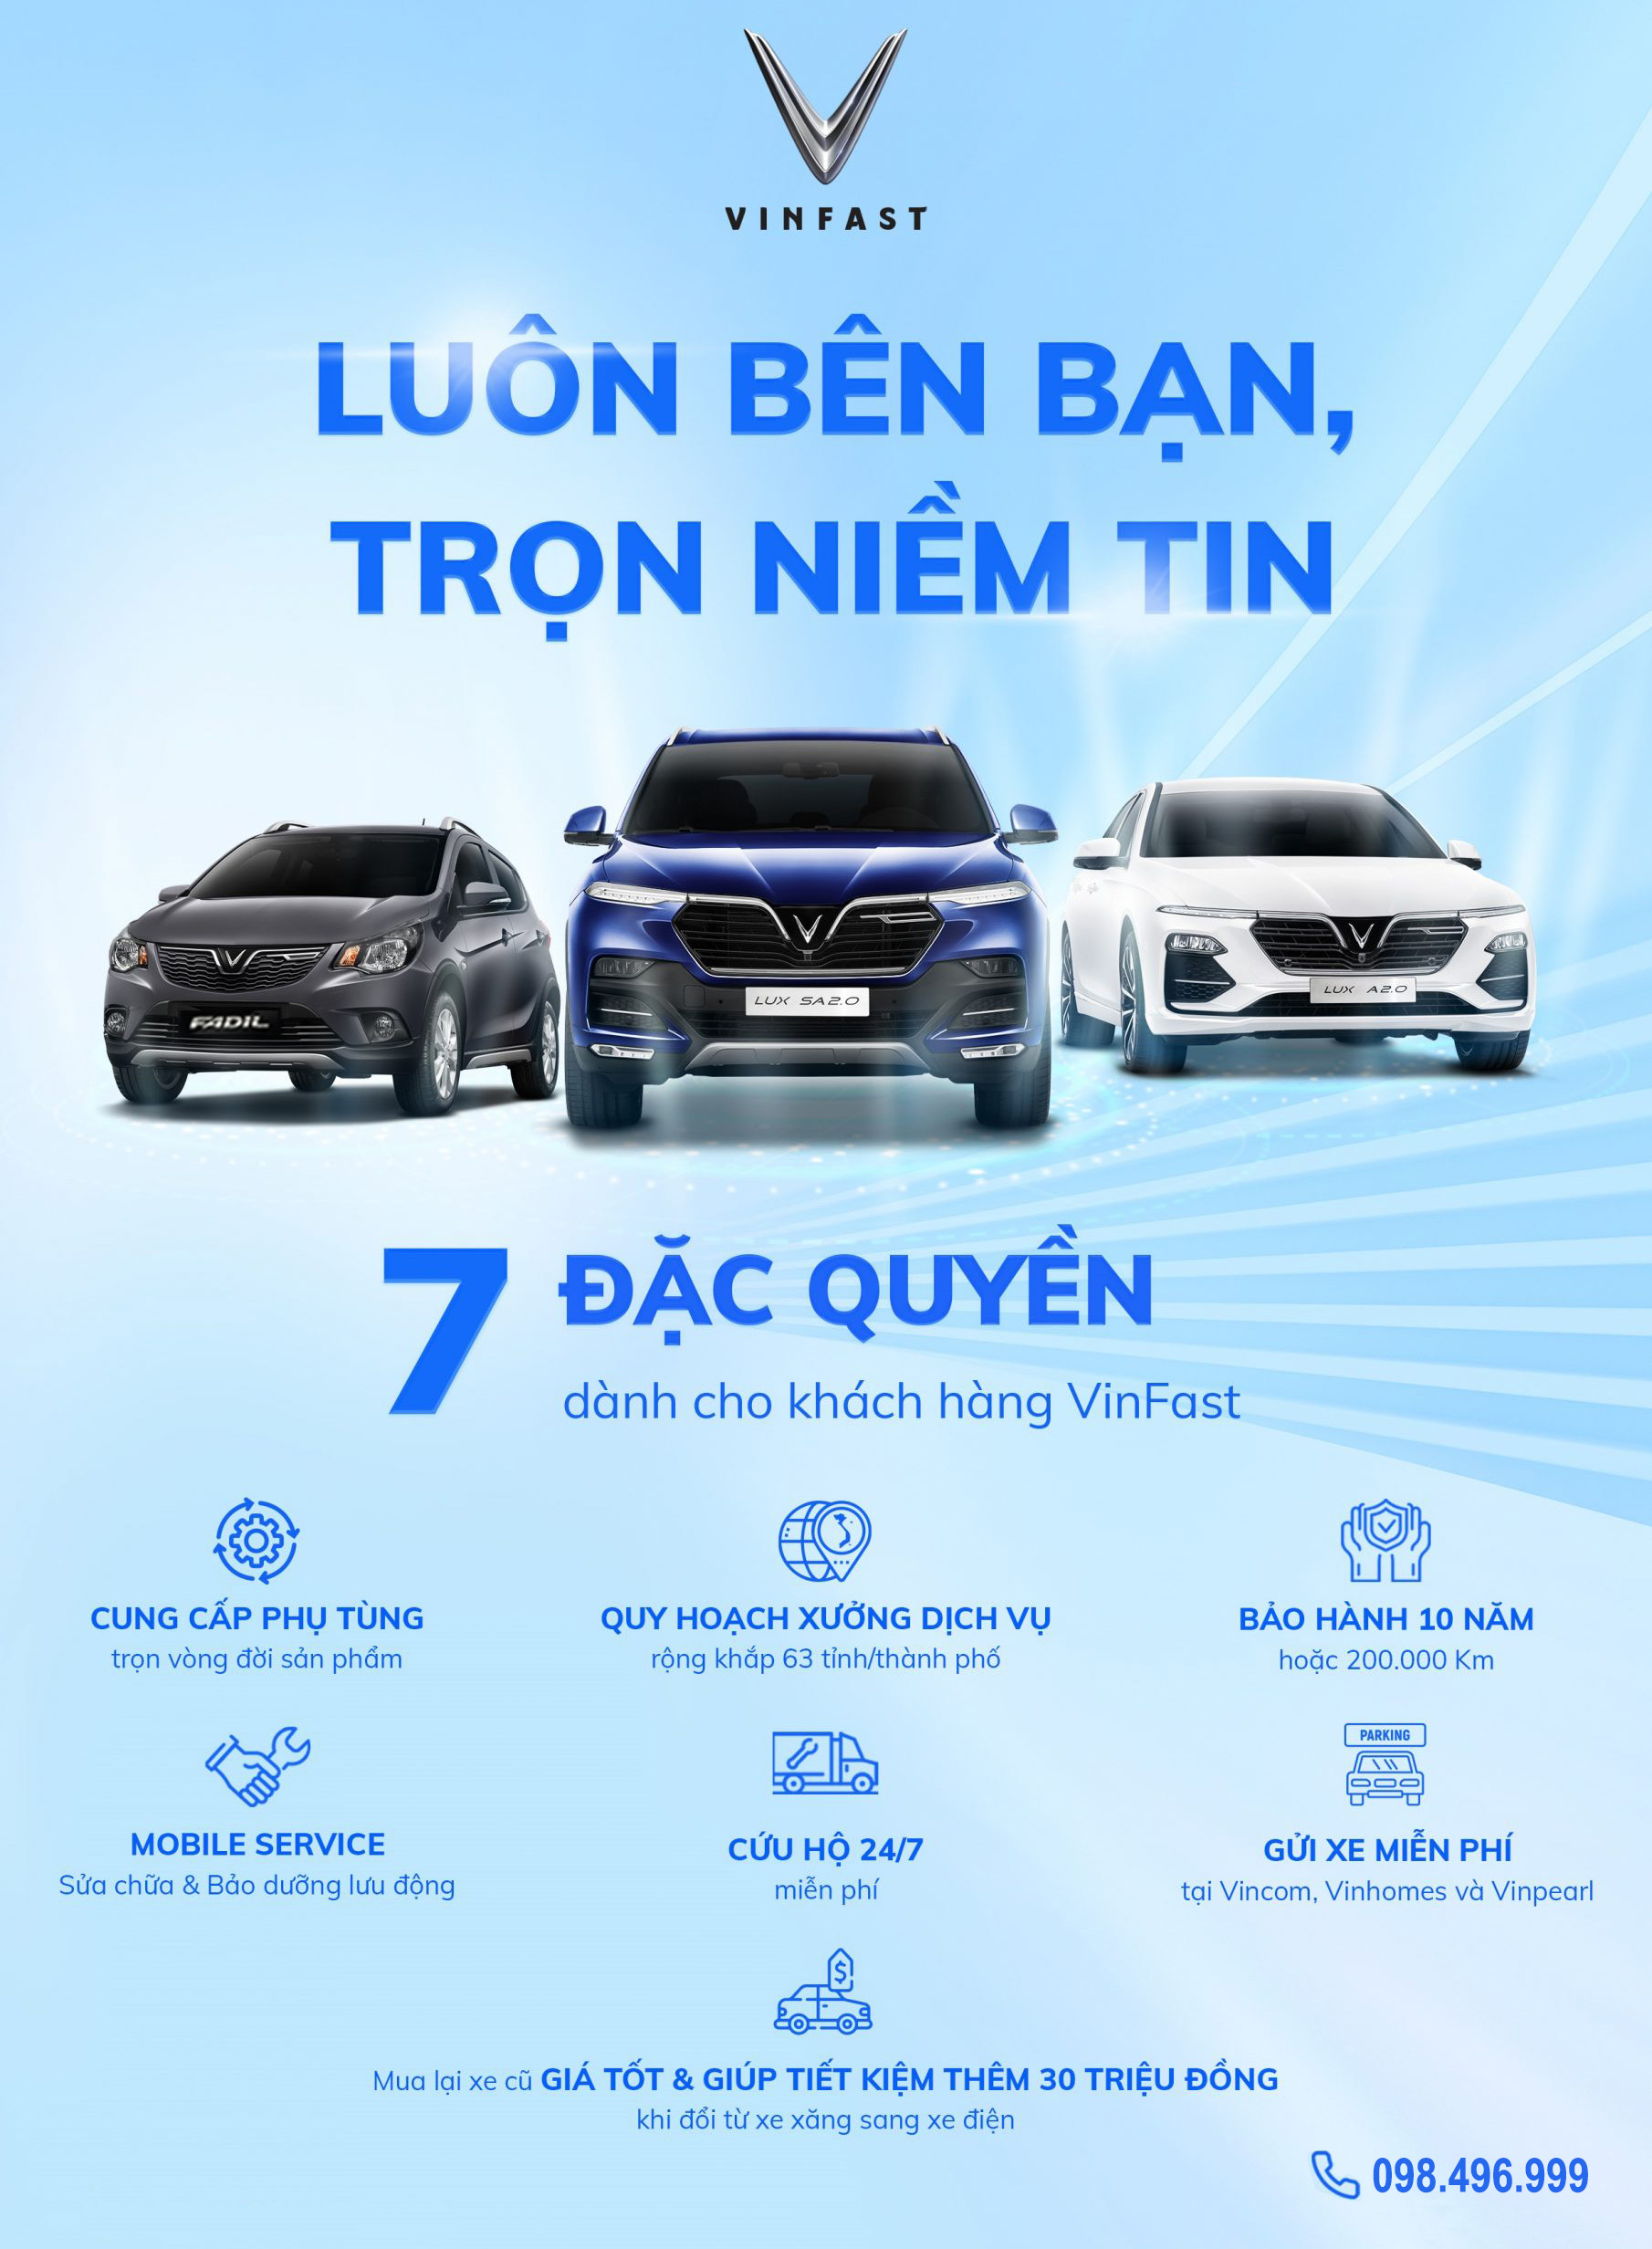 VINFAST
LUÔN BÊN BẠN,
TRỌN NIỀM TIN
FADIL
LUX SA2.0
LUX A2.0
7 ĐẶC QUYỀN
dành cho khách hàng VinFast
CUNG CẤP PHỤ TÙNG
trọn vòng đời sản phẩm
QUY HOẠCH XƯỞNG DỊCH VỤ
rộng khắp 63 tỉnh/thành phố
BẢO HÀNH 10 NĂM
hoặc 200.000 Km
MOBILE SERVICE
Sửa chữa & Bảo dưỡng lưu động
CỨU HỘ 24/7
miễn phí
PARKING
GỬI XE MIỄN PHÍ
tại Vincom, Vinhomes và Vinpearl
$
Mua lại xe cũ GIÁ TỐT & GIÚP TIẾT KIỆM THÊM 30 TRIỆU ĐỒNG
khi đổi từ xe xăng sang xe điện
098.496.999